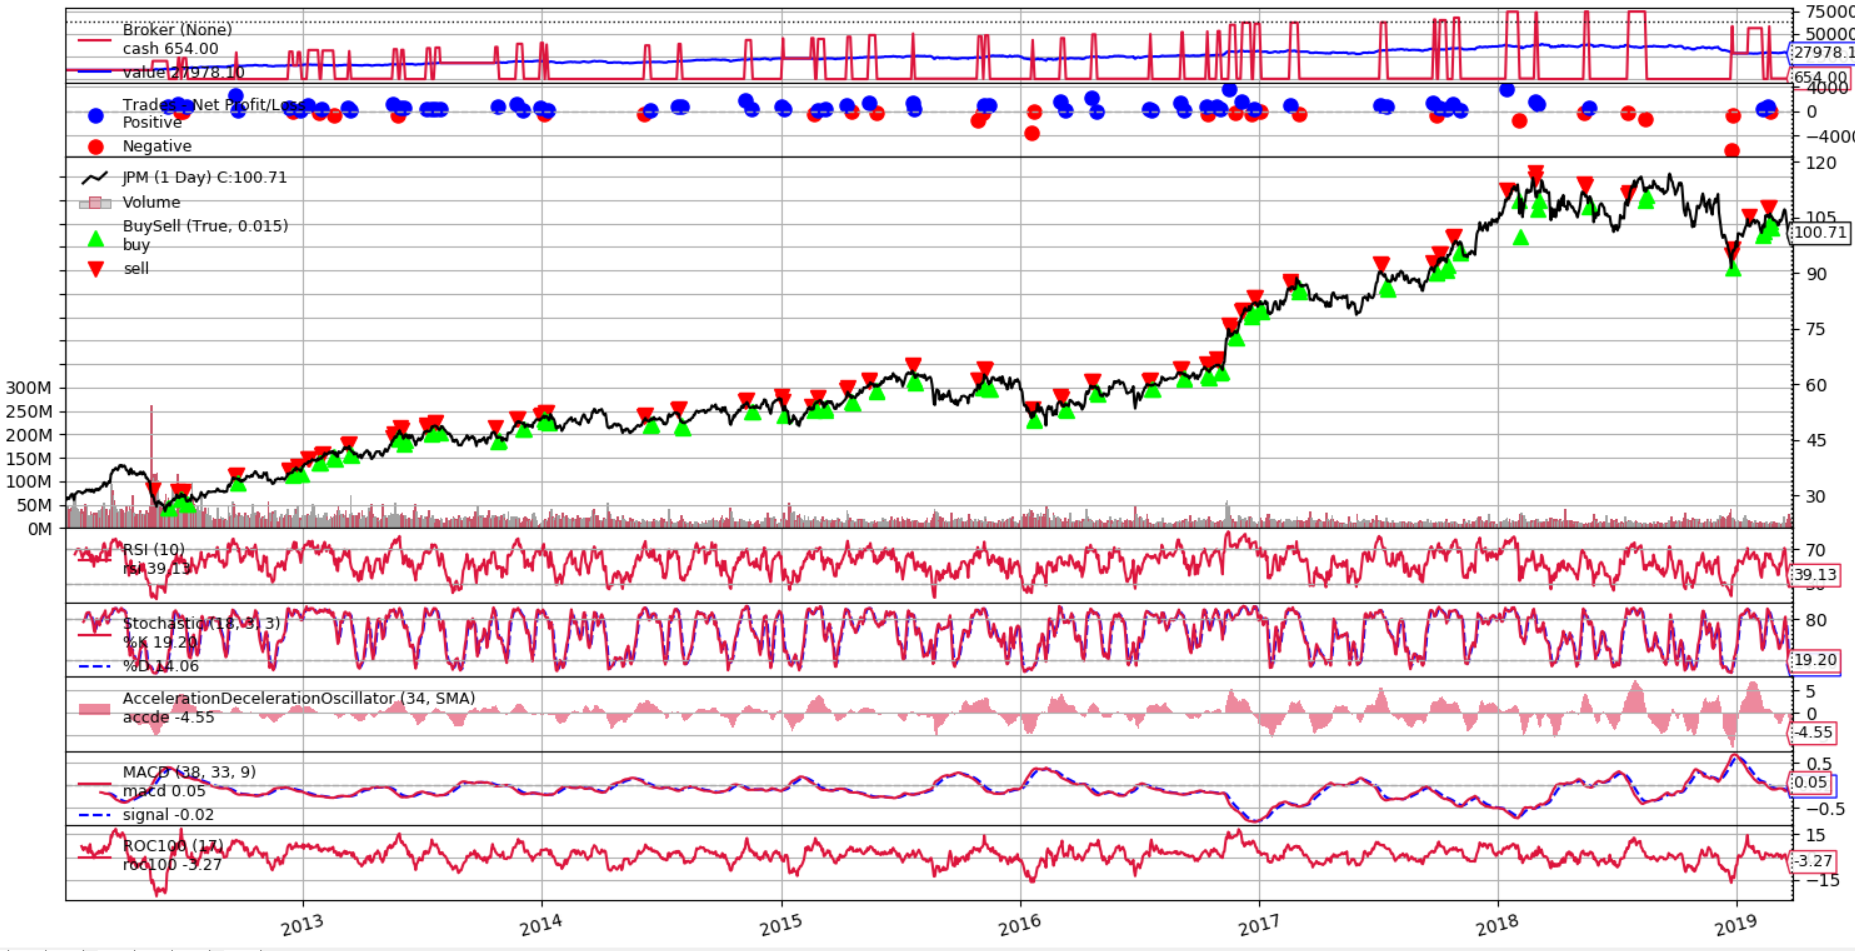 Broker (None)
cash 654.00
value 27978.10
75000
50000
27978.1
654.00
Trades - Net Profit/Loss
Positive
Negative
4000
0
−4000
JPM (1 Day) C:100.71
Volume
BuySell (True, 0.015)
buy
sell
120
105
100.71
90
75
60
45
30
300M
250M
200M
150M
100M
50M
0M
RSI (10)
rsi 39.13
70
39.13
Stochastic (18, 3, 3)
%K 19.20
%D 14.06
80
19.20
AccelerationDecelerationOscillator (34, SMA)
accde -4.55
5
0
-4.55
MACD (38, 33, 9)
macd 0.05
signal -0.02
0.5
0.05
−0.5
ROC100 (17)
roc100 -3.27
15
-3.27
−15
2013
2014
2015
2016
2017
2018
2019